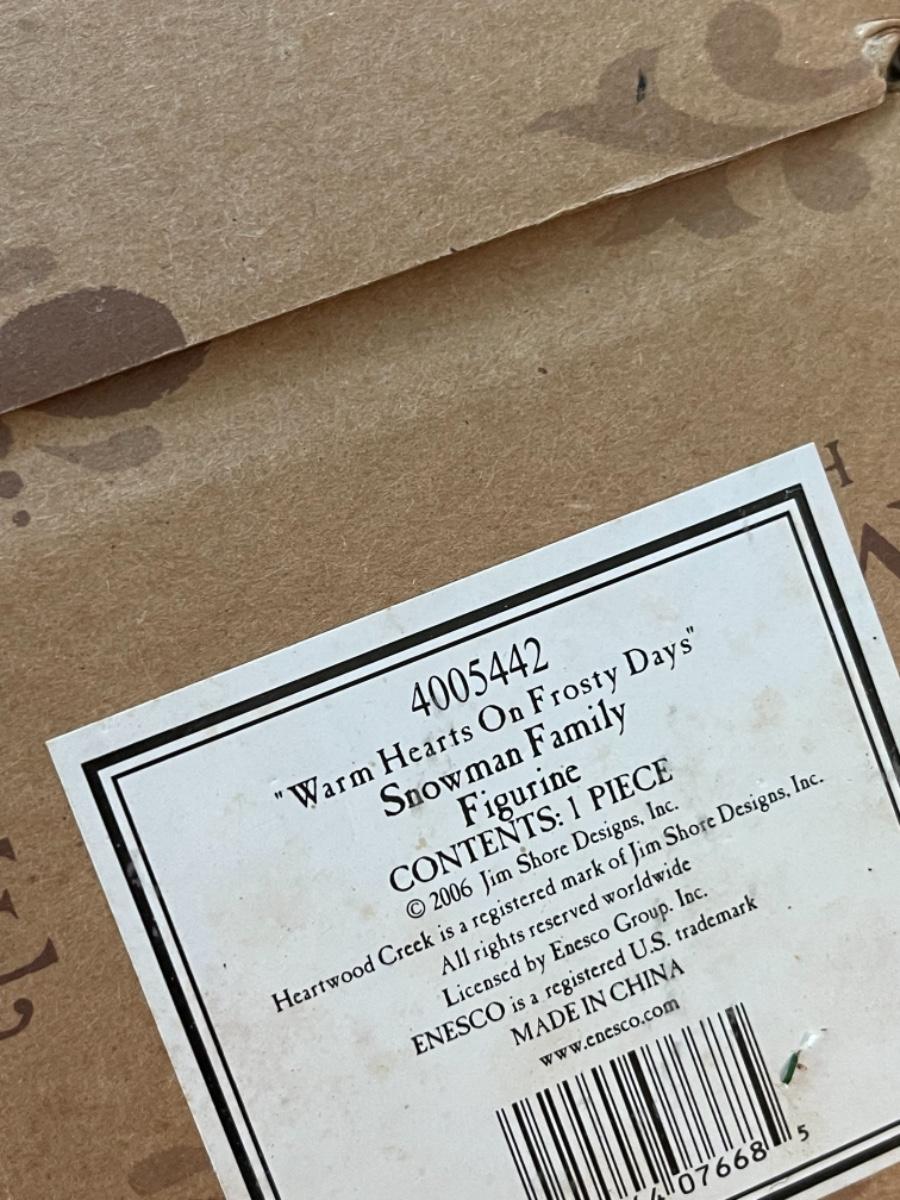 4005442
"Warm Hearts On Frosty Days"
Snowman Family
Figurine
CONTENTS: 1 PIECE
© 2006 Jim Shore Designs, Inc.
Heartwood Creek is a registered mark of Jim Shore Designs, Inc.
All rights reserved worldwide
Licensed by Enesco Group. Inc.
ENESCO is a registered U.S. trademark
MADE IN CHINA
www.enesco.com
07668 5